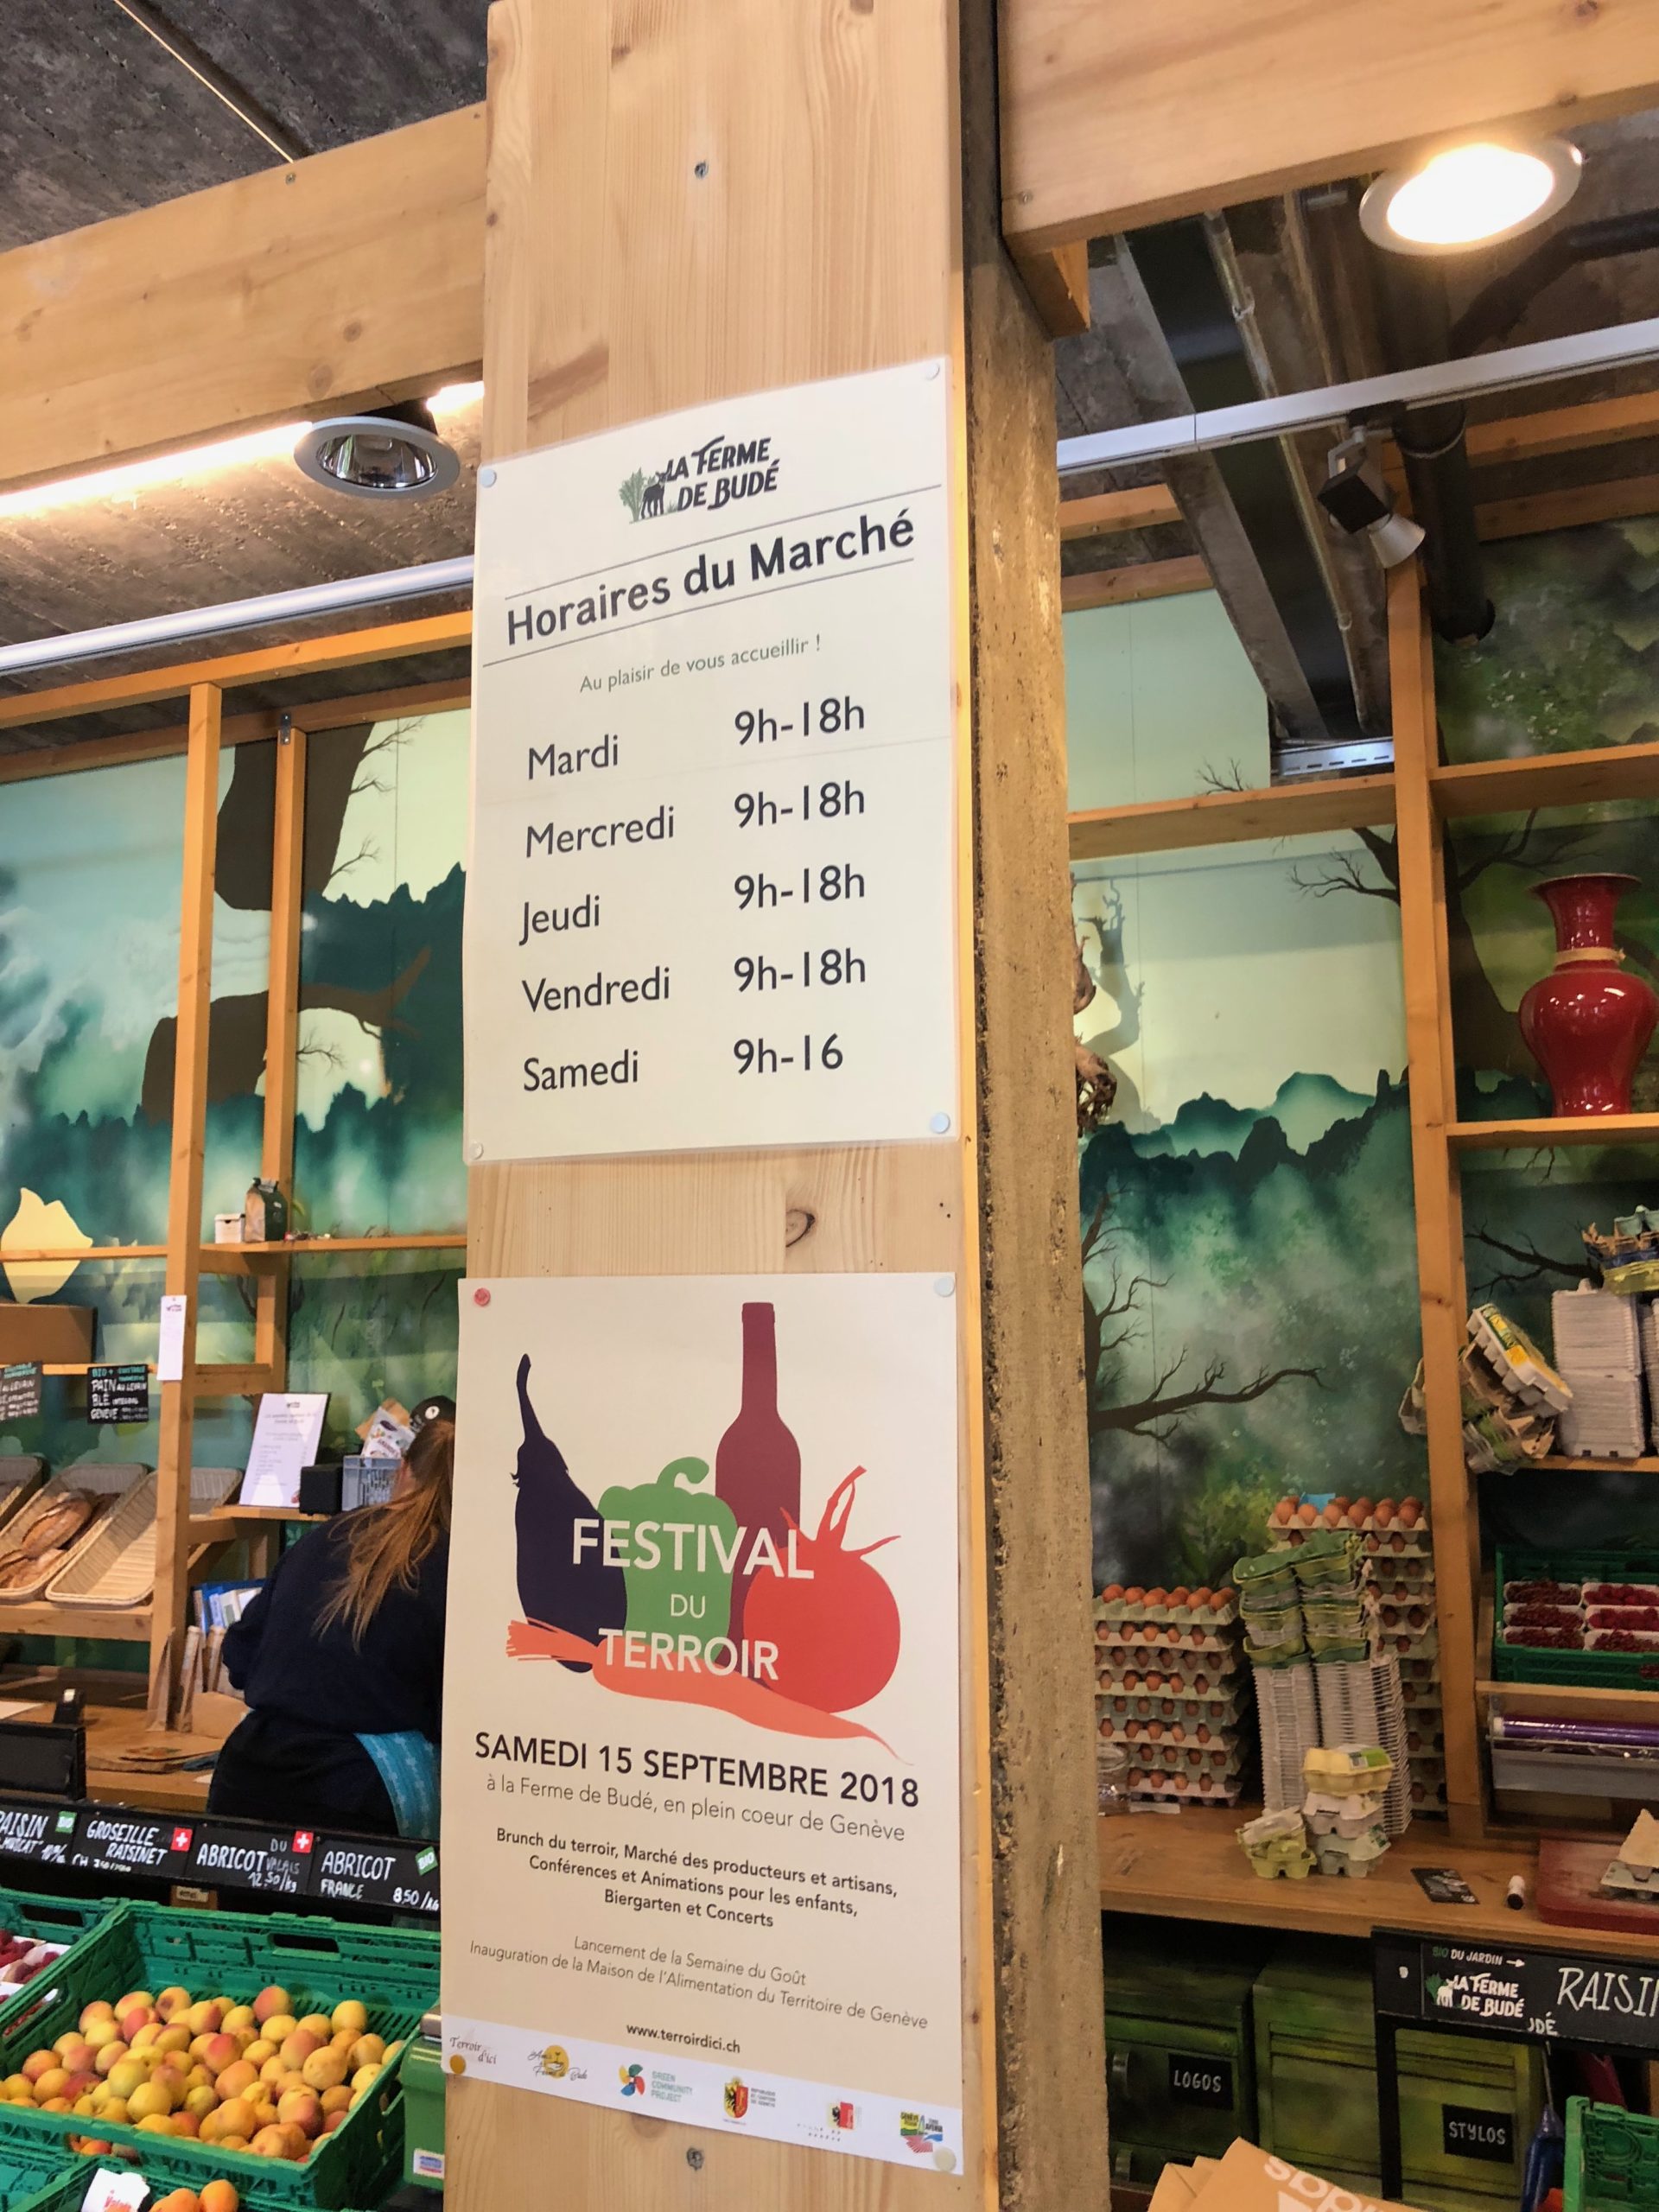 LA FERME
DE BUDÉ
Horaires du Marché
Au plaisir de vous accueillir !
Mardi 9h-18h
Mercredi 9h-18h
Jeudi 9h-18h
Vendredi 9h-18h
Samedi 9h-16
FESTIVAL
DU
TERROIR
SAMEDI 15 SEPTEMBRE 2018
à la Ferme de Budé, en plein coeur de Genève
Brunch du terroir, Marché des producteurs et artisans,
Conférences et Animations pour les enfants,
Biergarten et Concerts
Lancement de la Semaine du Goût
Inauguration de la Maison de l'Alimentation du Territoire de Genève
www.terroirdici.ch
Terroir
d'ici
GREEN
COMMUNITY
PROJECT
PAIN AU LEVAIN
BLÉ INTÉGRAL
GENÈVE
GROSEILLE
RAISINET
ABRICOT DU
VALAIS
12.50/kg
ABRICOT
FRANCE 8.50/kg
BIO
BIO DU JARDIN
LA FERME
DE BUDÉ
RAISI
LOGOS
STYLOS